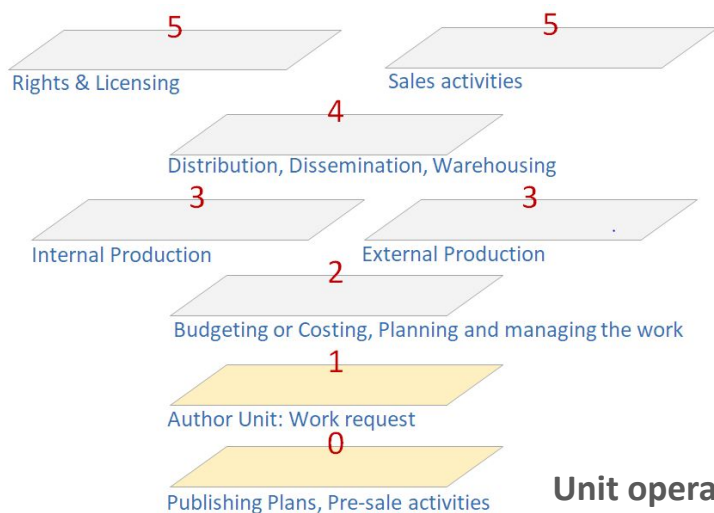 5 5
Rights & Licensing Sales activities
4
Distribution, Dissemination, Warehousing
3 3
Internal Production External Production
2
Budgeting or Costing, Planning and managing the work
1
Author Unit: Work request
0
Publishing Plans, Pre-sale activities
Unit opera